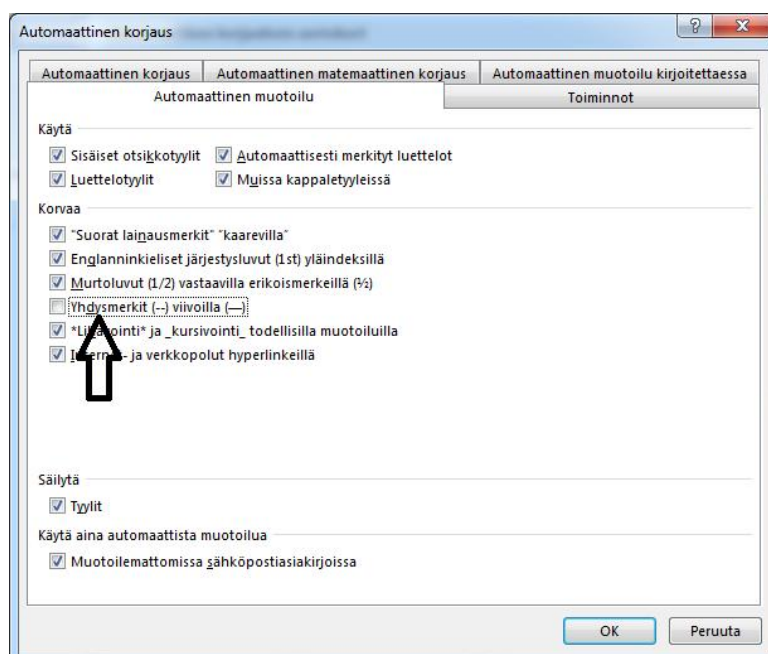 Automaattinen korjaus
Automaattinen korjaus Automaattinen matemaattinen korjaus Automaattinen muotoilu kirjoitettaessa
Automaattinen muotoilu Toiminnot
Käytä
Sisäiset otsikkotyylit Automaattisesti merkityt luettelot
Luettelotyylit Muissa kappaletyyleissä
Korvaa
"Suorat lainausmerkit" "kaarevilla"
Englanninkieliset järjestysluvut (1st) yläindeksillä
Murtoluvut (1/2) vastaavilla erikoismerkeillä (½)
Yhdysmerkit (--) viivoilla (—)
*Lihavointi* ja _kursivointi_ todellisilla muotoiluilla
Internet- ja verkkopolut hyperlinkeillä
Säilytä
Tyylit
Käytä aina automaattista muotoilua
Muotoilemattomissa sähköpostiasiakirjoissa
OK Peruuta